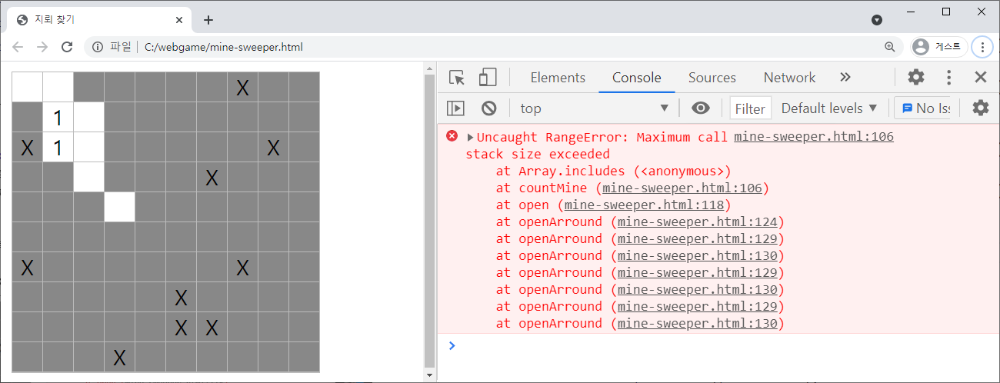 지뢰 찾기
파일 C:/webgame/mine-sweeper.html 게스트
Elements Console Sources Network
top Filter Default levels No Iss
X
1
X 1 X
X
X X
X
X X
X
Uncaught RangeError: Maximum call mine-sweeper.html:106
stack size exceeded
at Array.includes (<anonymous>)
at countMine (mine-sweeper.html:106)
at open (mine-sweeper.html:118)
at openArround (mine-sweeper.html:124)
at openArround (mine-sweeper.html:129)
at openArround (mine-sweeper.html:130)
at openArround (mine-sweeper.html:129)
at openArround (mine-sweeper.html:130)
at openArround (mine-sweeper.html:129)
at openArround (mine-sweeper.html:130)